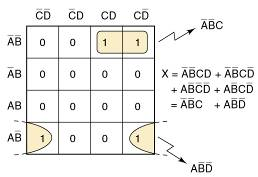 C̄D̄ C̄D CD CD̄
ĀB̄C
ĀB̄ 0 0 1 1
ĀB 0 0 0 0
X = ĀB̄CD + ĀB̄CD̄
+ AB̄C̄D̄ + AB̄CD̄
AB 0 0 0 0
= ĀB̄C + AB̄D̄
AB̄ 1 0 0 1
AB̄D̄